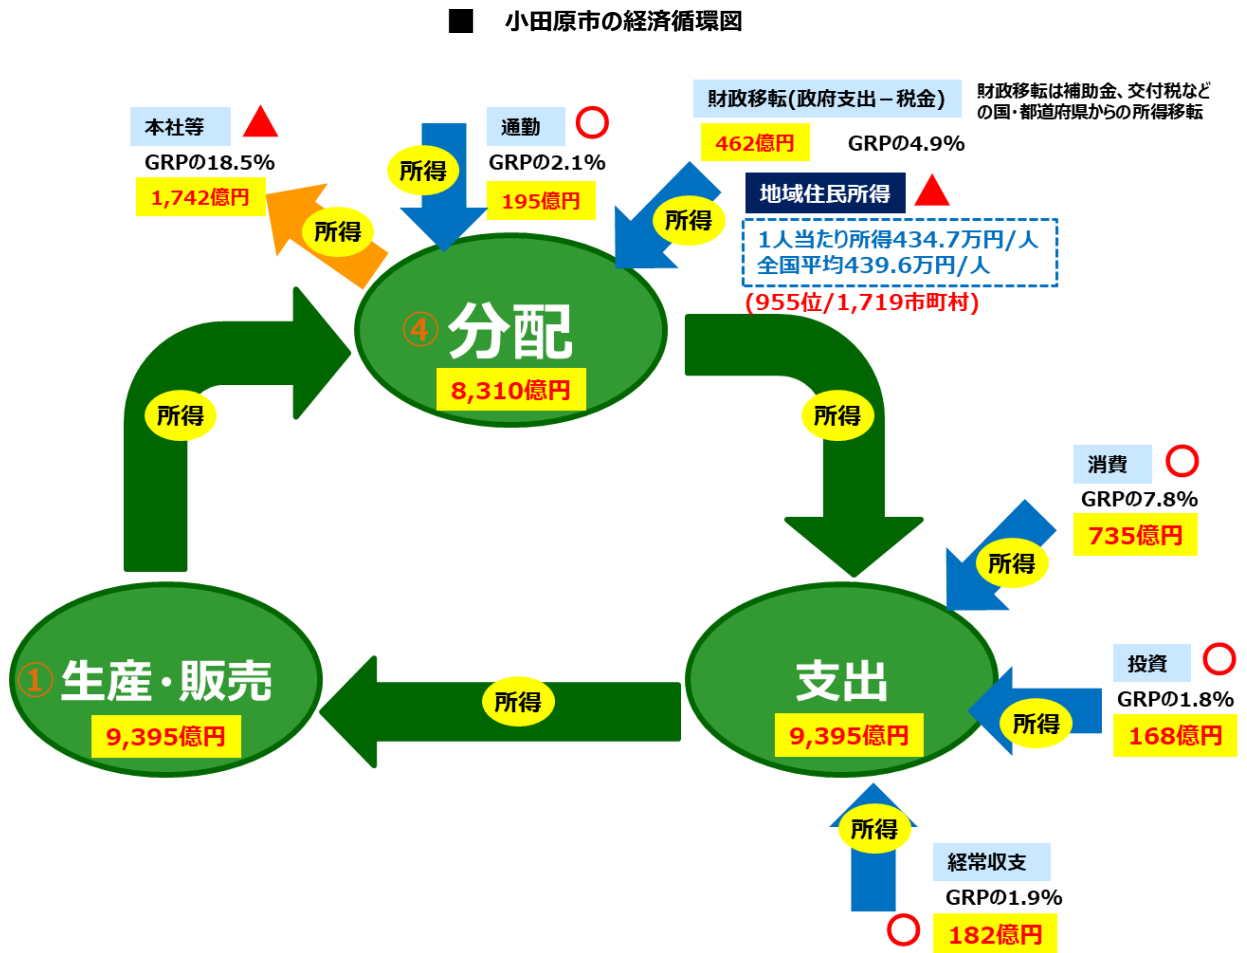 ■ 小田原市の経済循環図
財政移転(政府支出－税金)
財政移転は補助金、交付税など
の国・都道府県からの所得移転
本社等
通勤
GRPの18.5%
GRPの2.1%
462億円
GRPの4.9%
1,742億円
195億円
所得
所得
所得
地域住民所得
1人当たり所得434.7万円/人
全国平均439.6万円/人
(955位/1,719市町村)
④ 分配
8,310億円
所得
所得
消費
GRPの7.8%
735億円
所得
① 生産・販売
9,395億円
所得
支出
9,395億円
投資
GRPの1.8%
168億円
所得
所得
経常収支
GRPの1.9%
182億円